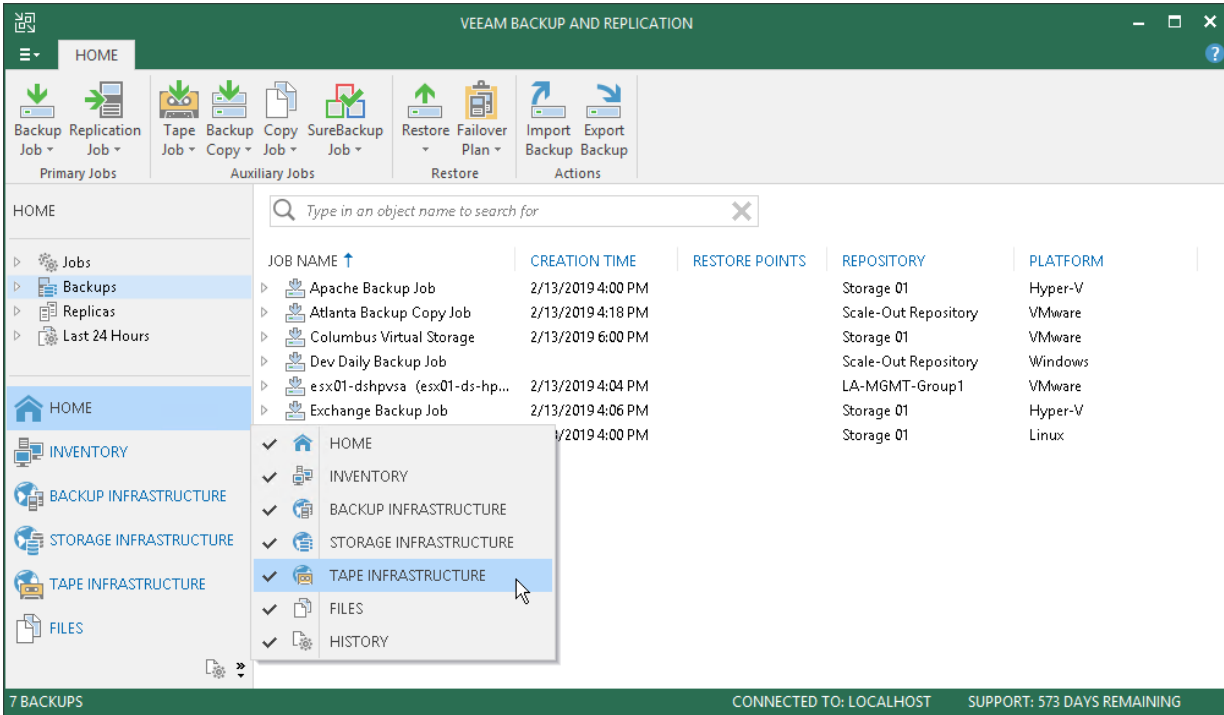 VEEAM BACKUP AND REPLICATION
HOME
Backup Job
Replication Job
Primary Jobs
Tape Job
Backup Copy
Copy Job
SureBackup Job
Auxiliary Jobs
Restore
Failover Plan
Restore
Import Backup
Export Backup
Actions
HOME
Type in an object name to search for
Jobs
Backups
Replicas
Last 24 Hours
JOB NAME CREATION TIME RESTORE POINTS REPOSITORY PLATFORM
Apache Backup Job 2/13/2019 4:00 PM Storage 01 Hyper-V
Atlanta Backup Copy Job 2/13/2019 4:18 PM Scale-Out Repository VMware
Columbus Virtual Storage 2/13/2019 6:00 PM Storage 01 VMware
Dev Daily Backup Job Scale-Out Repository Windows
esx01-dshpvsa (esx01-ds-hp... 2/13/2019 4:04 PM LA-MGMT-Group1 VMware
Exchange Backup Job 2/13/2019 4:06 PM Storage 01 Hyper-V
/2019 4:00 PM Storage 01 Linux
HOME
INVENTORY
BACKUP INFRASTRUCTURE
STORAGE INFRASTRUCTURE
TAPE INFRASTRUCTURE
FILES
HOME
INVENTORY
BACKUP INFRASTRUCTURE
STORAGE INFRASTRUCTURE
TAPE INFRASTRUCTURE
FILES
HISTORY
7 BACKUPS
CONNECTED TO: LOCALHOST
SUPPORT: 573 DAYS REMAINING